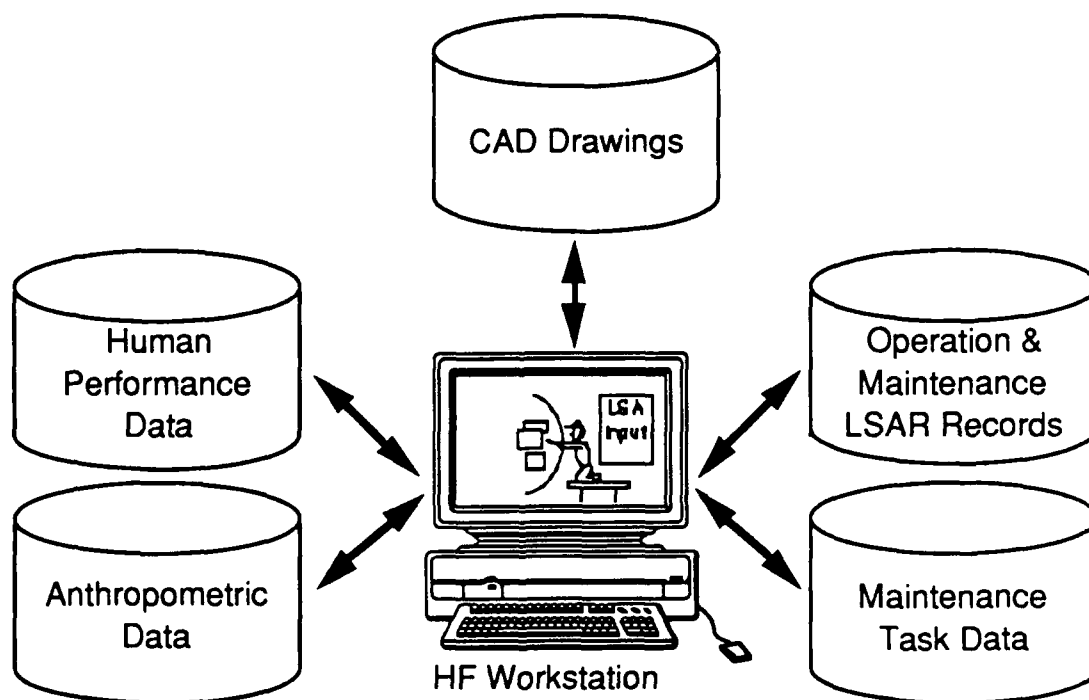 CAD Drawings
Human
Performance
Data
Operation &
Maintenance
LSAR Records
LSA
Input
Anthropometric
Data
Maintenance
Task Data
HF Workstation